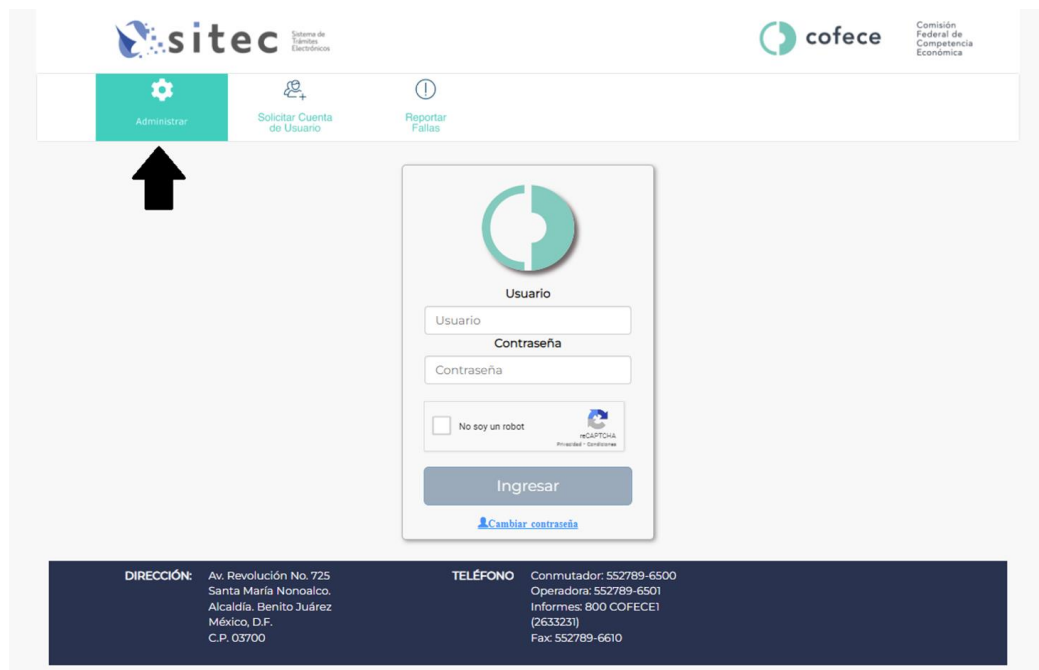 sitec
Sistema de
Trámites
Electrónicos
cofece
Comisión
Federal de
Competencia
Económica
Administrar
Solicitar Cuenta
de Usuario
Reportar
Fallas
Usuario
Usuario
Contraseña
Contraseña
No soy un robot
reCAPTCHA
Privacidad - Condiciones
Ingresar
Cambiar contraseña
DIRECCIÓN: Av. Revolución No. 725
Santa María Nonoalco.
Alcaldía. Benito Juárez
México, D.F.
C.P. 03700
TELÉFONO Conmutador: 552789-6500
Operadora: 552789-6501
Informes: 800 COFECE1
(2633231)
Fax: 552789-6610